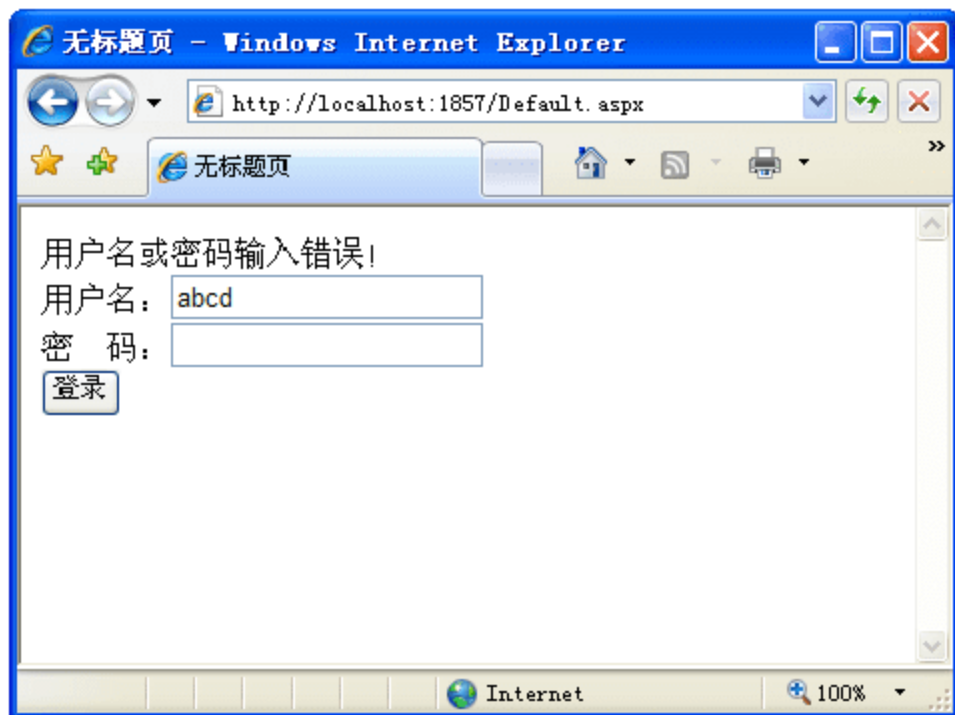 无标题页 - Windows Internet Explorer
http://localhost:1857/Default.aspx
无标题页
»
用户名或密码输入错误!
用户名：abcd
密　码：
登录
Internet
100%